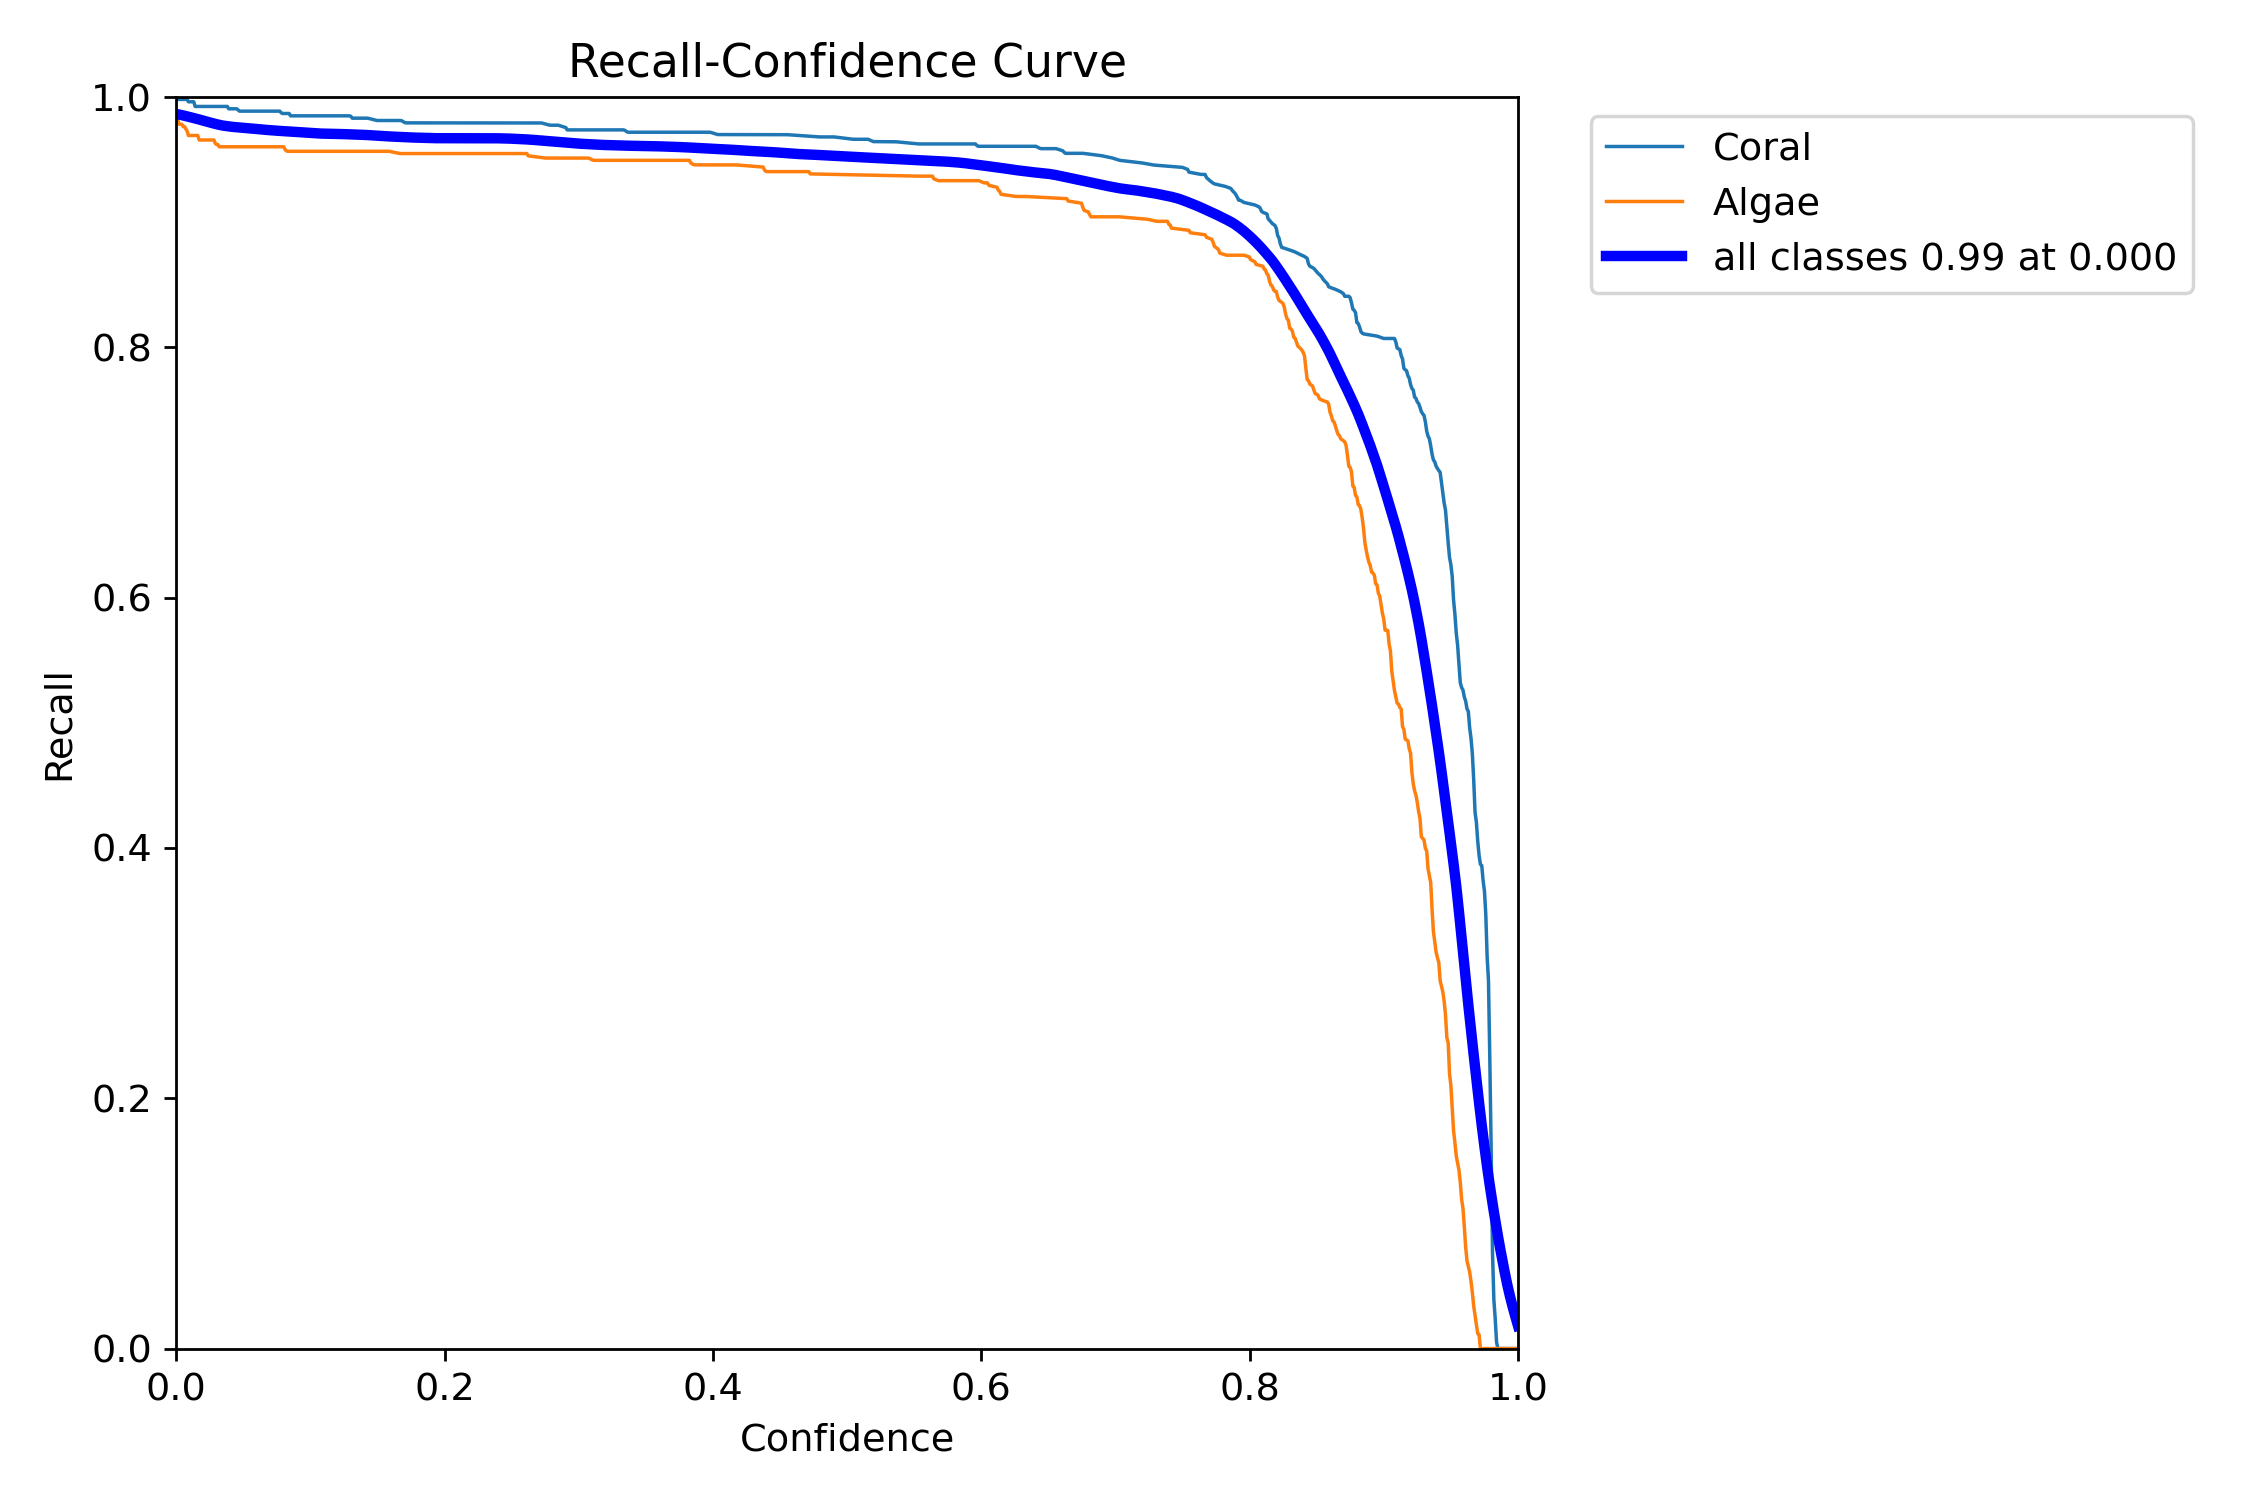 Recall-Confidence Curve
1.0
0.8
0.6
0.4
0.2
0.0
Recall
0.0 0.2 0.4 0.6 0.8 1.0
Confidence
Coral
Algae
all classes 0.99 at 0.000